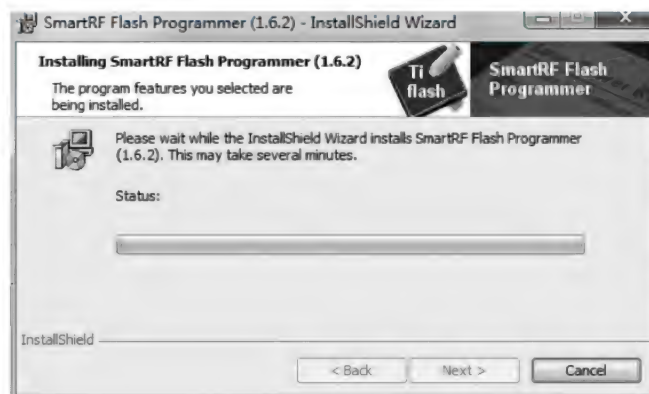 SmartRF Flash Programmer (1.6.2) - InstallShield Wizard
Installing SmartRF Flash Programmer (1.6.2)
The program features you selected are
being installed.
Ti
flash
SmartRF Flash
Programmer
Please wait while the InstallShield Wizard installs SmartRF Flash Programmer
(1.6.2). This may take several minutes.
Status:
InstallShield
< Back
Next >
Cancel